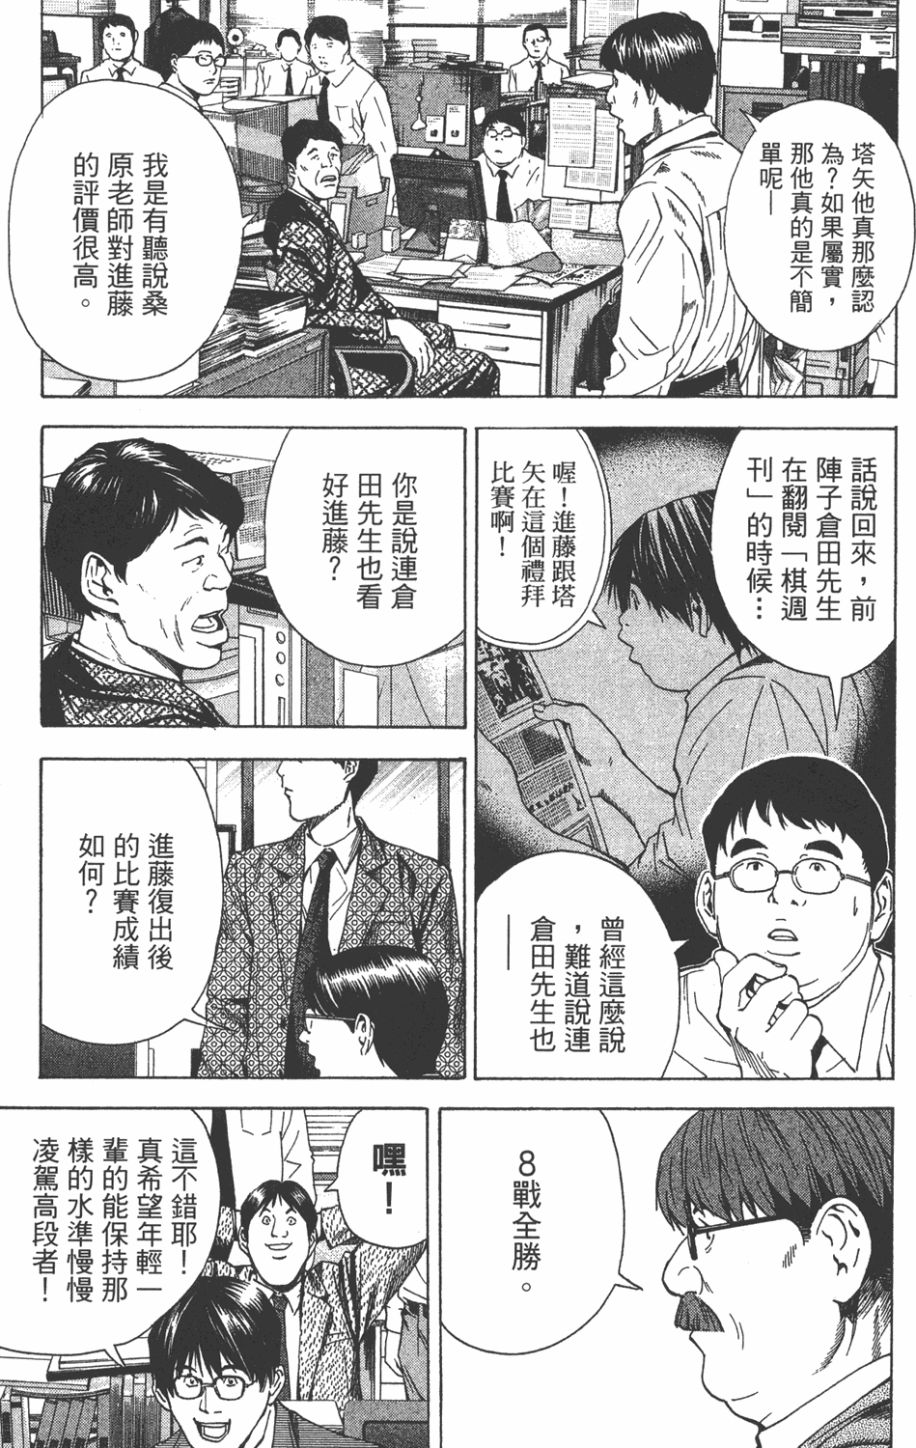 塔矢他真那麼認
為？如果屬實，
那他真的是不簡
單呢—
我是有聽說桑
原老師對進藤
的評價很高。
話說回來，前
陣子倉田先生
在翻閱「棋週
刊」的時候…
喔！進藤跟塔
矢在這個禮拜
比賽啊！
曾經這麼說
，難道說連
倉田先生也
—
你是說連倉
田先生也看
好進藤？
進藤復出後
的比賽成績
如何？
8戰全勝。
嘿！
這不錯耶！
真希望年輕一
輩的能保持那
樣的水準慢慢
凌駕高段者！